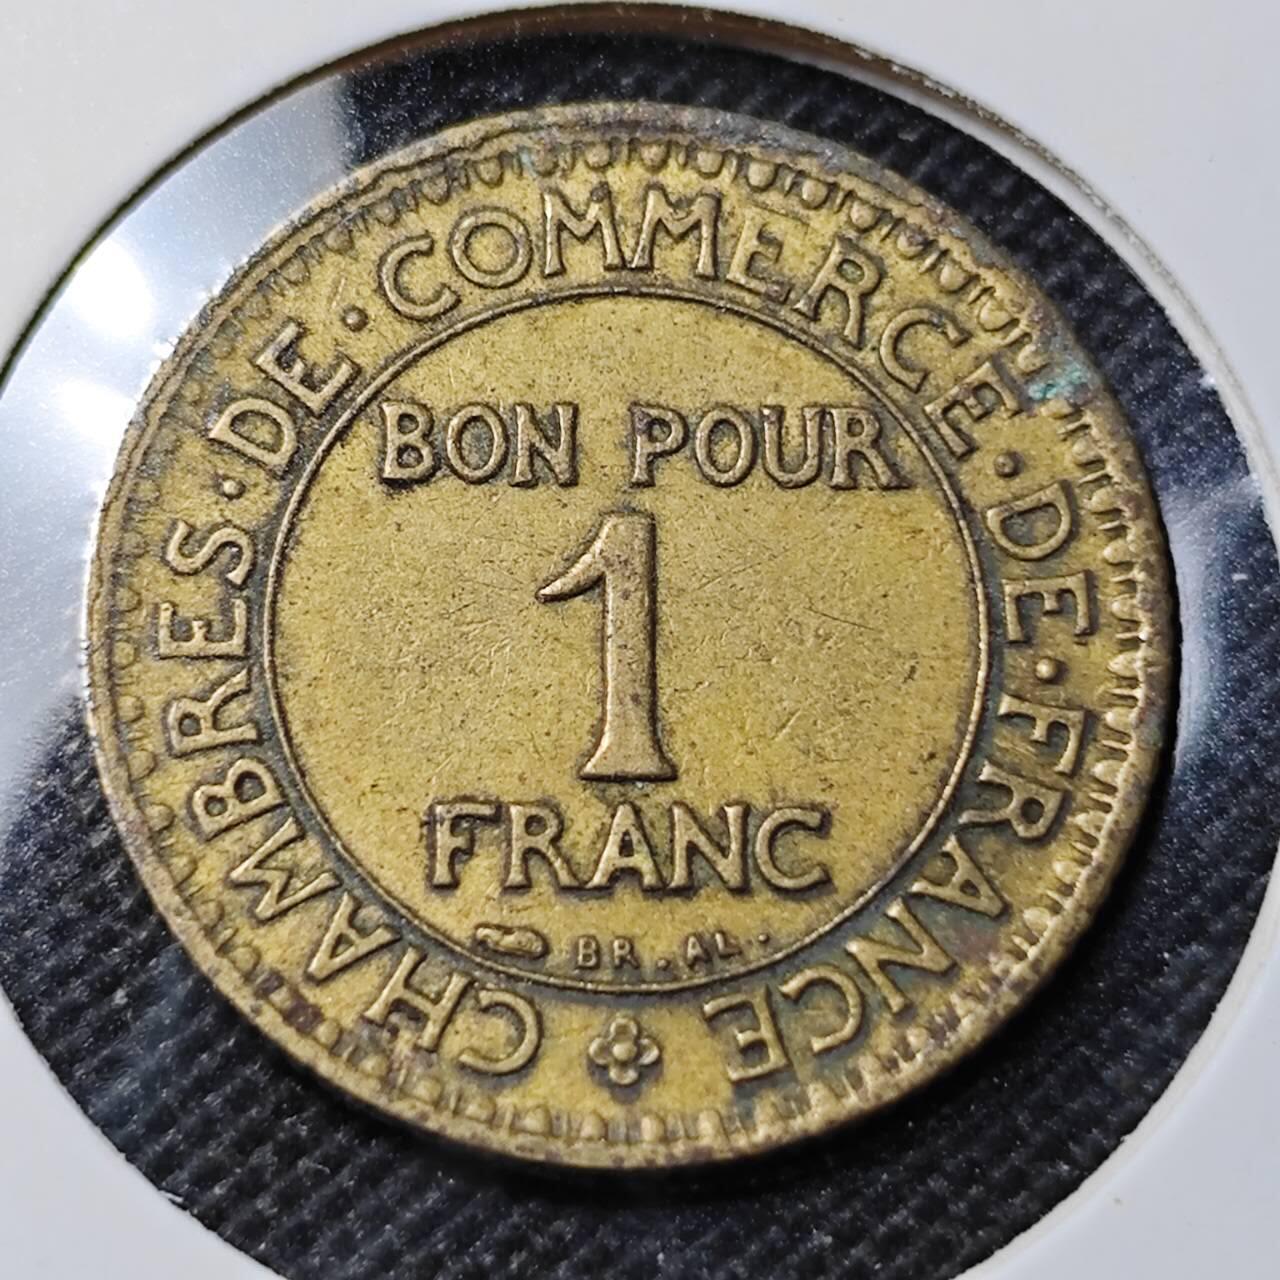 CHAMBRES · DE · COMMERCE · DE · FRANCE
BON POUR
1
FRANC
BR . AL .